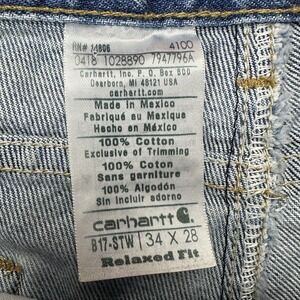 RN# 14806 4100
0418 1028890 7947796A
Carhartt, Inc. P.O. Box 600
Dearborn, MI 48121 USA
carhartt.com
Made in Mexico
Fabriqué au Mexique
Hecho en México
100% Cotton
Exclusive of Trimming
100% Coton
Sans garniture
100% Algodón
Sin incluir adorno
carhartt
B17-STW 34 X 28
Relaxed Fit